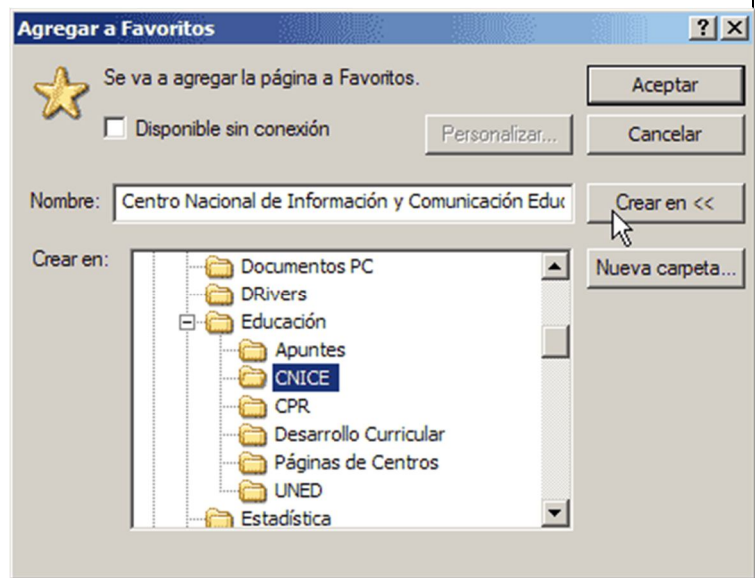 Agregar a Favoritos
Se va a agregar la página a Favoritos.
Aceptar
Disponible sin conexión
Personalizar...
Cancelar
Nombre:
Centro Nacional de Información y Comunicación Educ
Crear en <<
Crear en:
Nueva carpeta...
Documentos PC
DRivers
Educación
Apuntes
CNICE
CPR
Desarrollo Curricular
Páginas de Centros
UNED
Estadística